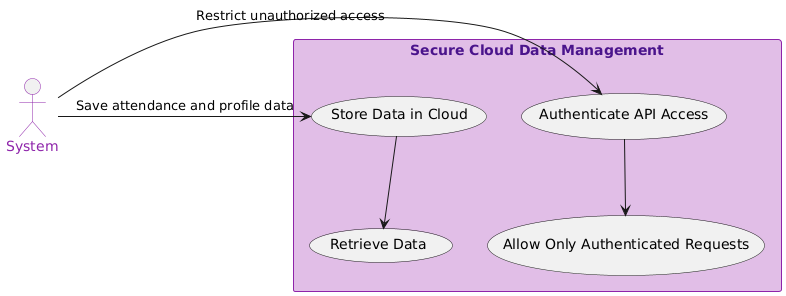 Restrict unauthorized access
Secure Cloud Data Management
Save attendance and profile data
Store Data in Cloud
Authenticate API Access
System
Retrieve Data
Allow Only Authenticated Requests